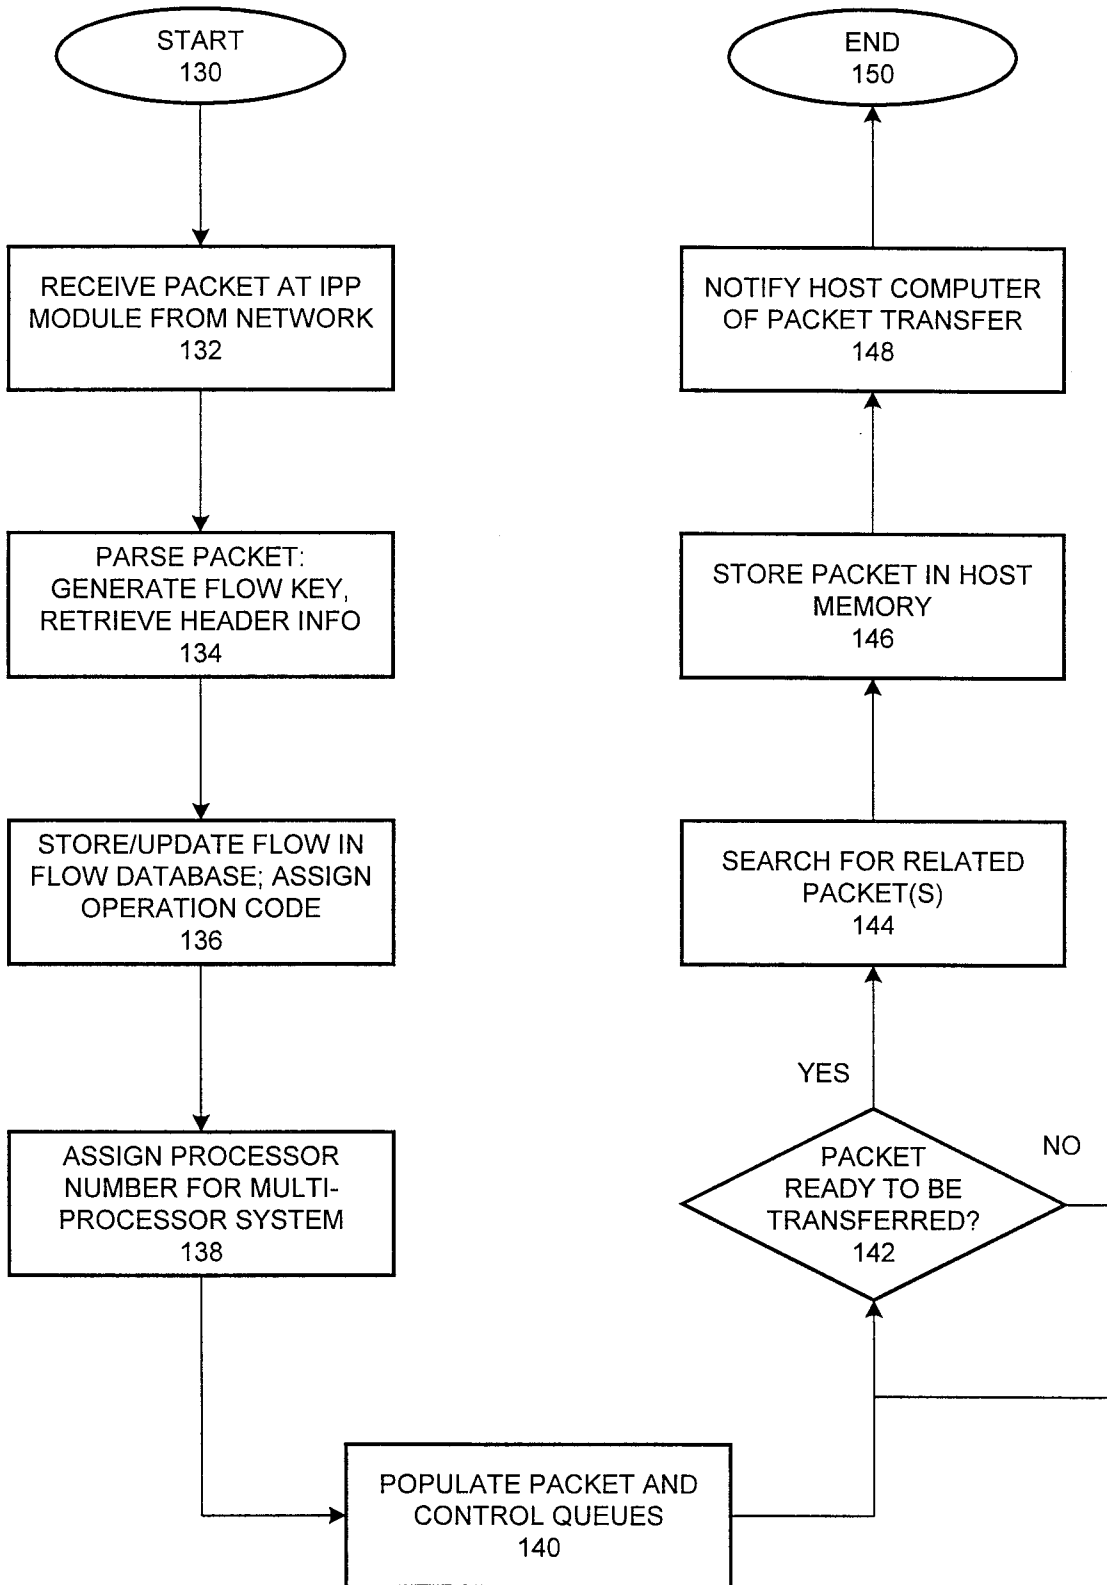 START
130
RECEIVE PACKET AT IPP
MODULE FROM NETWORK
132
PARSE PACKET:
GENERATE FLOW KEY,
RETRIEVE HEADER INFO
134
STORE/UPDATE FLOW IN
FLOW DATABASE; ASSIGN
OPERATION CODE
136
ASSIGN PROCESSOR
NUMBER FOR MULTI-
PROCESSOR SYSTEM
138
POPULATE PACKET AND
CONTROL QUEUES
140
PACKET
READY TO BE
TRANSFERRED?
142
NO
YES
SEARCH FOR RELATED
PACKET(S)
144
STORE PACKET IN HOST
MEMORY
146
NOTIFY HOST COMPUTER
OF PACKET TRANSFER
148
END
150